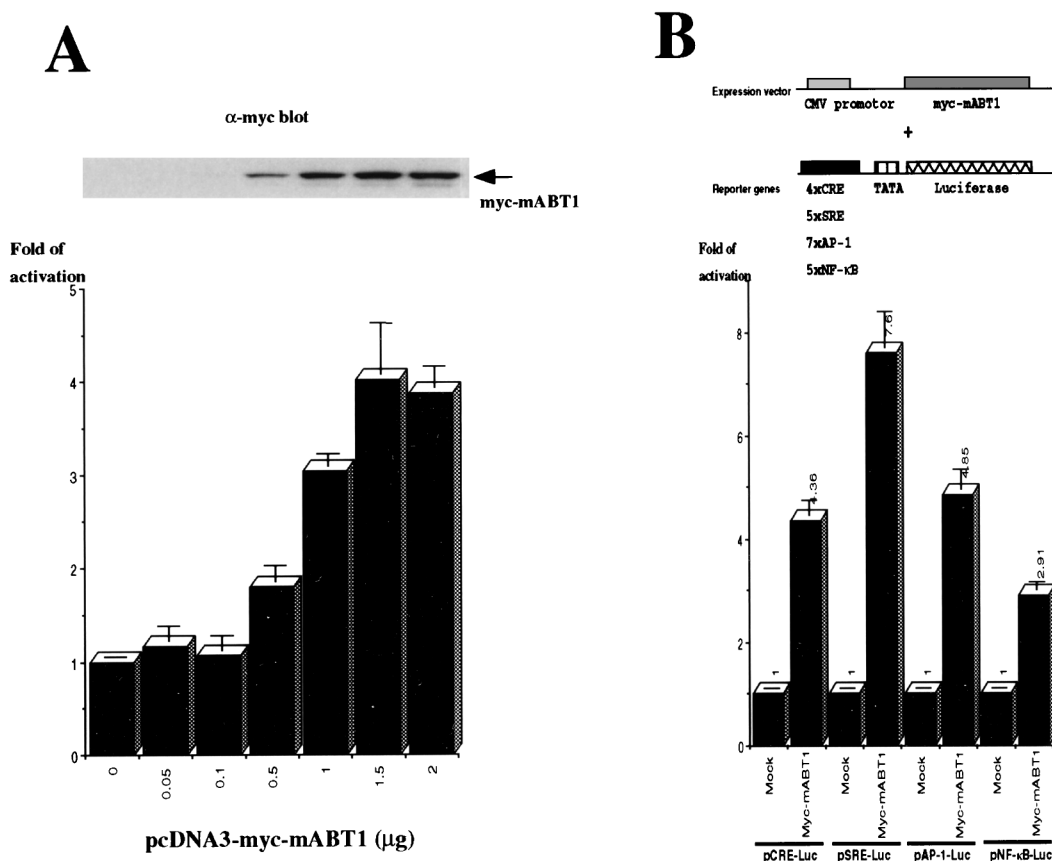 A
α-myc blot
myc-mABT1
Fold of
activation
5
4
3
2
1
0
0
0.05
0.1
0.5
1
1.5
2
pcDNA3-myc-mABT1 (μg)
B
Expression vector
CMV promotor
myc-mABT1
+
Reporter genes
4xCRE
TATA
Luciferase
5xSRE
7xAP-1
5xNF-κB
Fold of
activation
8
6
4
2
0
1
4.36
1
7.6
1
4.85
1
2.91
Mock
Myc-mABT1
Mock
Myc-mABT1
Mock
Myc-mABT1
Mock
Myc-mABT1
pCRE-Luc
pSRE-Luc
pAP-1-Luc
pNF-κB-Luc